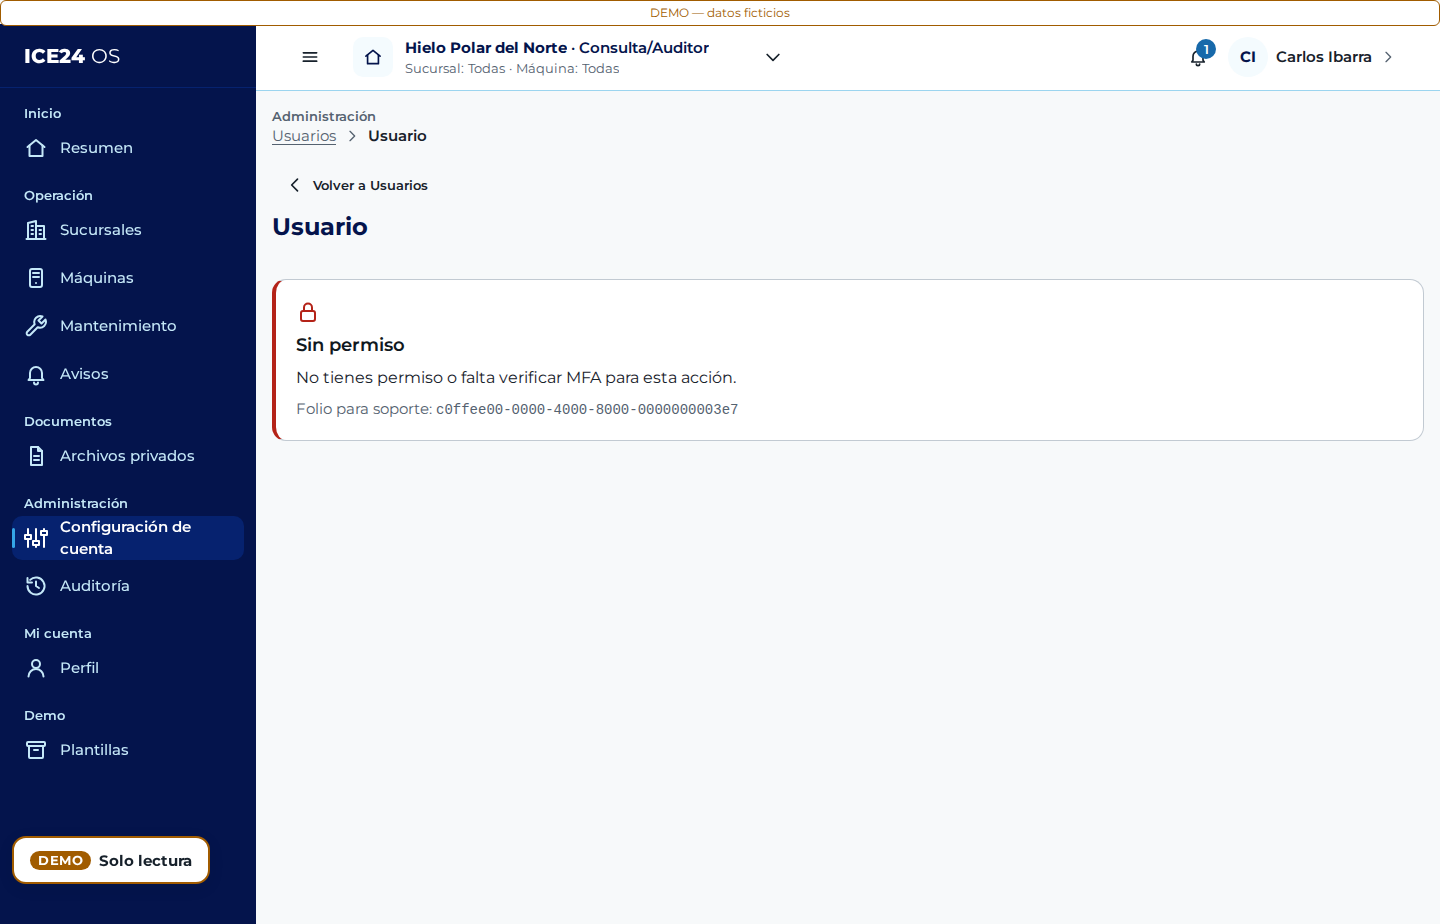 DEMO — datos ficticios
ICE24 OS
Inicio
Resumen
Operación
Sucursales
Máquinas
Mantenimiento
Avisos
Documentos
Archivos privados
Administración
Configuración de
cuenta
Auditoría
Mi cuenta
Perfil
Demo
Plantillas
DEMO Solo lectura
Hielo Polar del Norte · Consulta/Auditor
Sucursal: Todas · Máquina: Todas
1
CI
Carlos Ibarra
Administración
Usuarios > Usuario
Volver a Usuarios
Usuario
Sin permiso
No tienes permiso o falta verificar MFA para esta acción.
Folio para soporte: c0ffee00-0000-4000-8000-0000000003e7